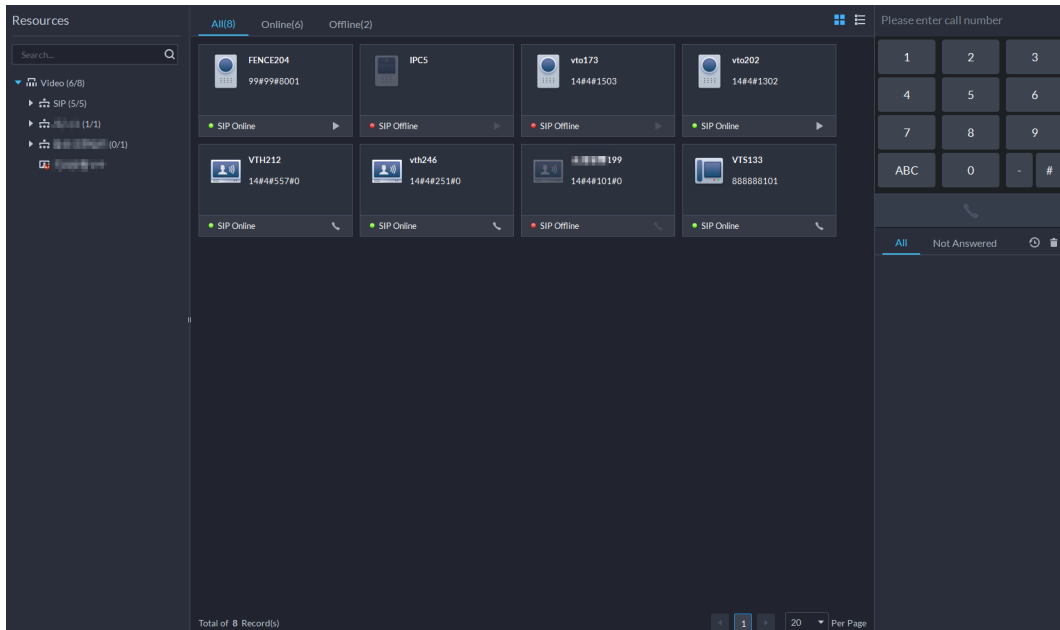 Resources
Search...
Video (6/8)
SIP (5/5)
(1/1)
(0/1)
All(8) Online(6) Offline(2)
FENCE204
99#99#8001
SIP Online
IPC5
SIP Offline
vto173
14#4#1503
SIP Offline
vto202
14#4#1302
SIP Online
VTH212
14#4#557#0
SIP Online
vth246
14#4#251#0
SIP Online
199
14#4#101#0
SIP Offline
VTS133
888888101
SIP Online
Total of 8 Record(s)
1
20 Per Page
Please enter call number
1 2 3
4 5 6
7 8 9
ABC 0 - #
All Not Answered